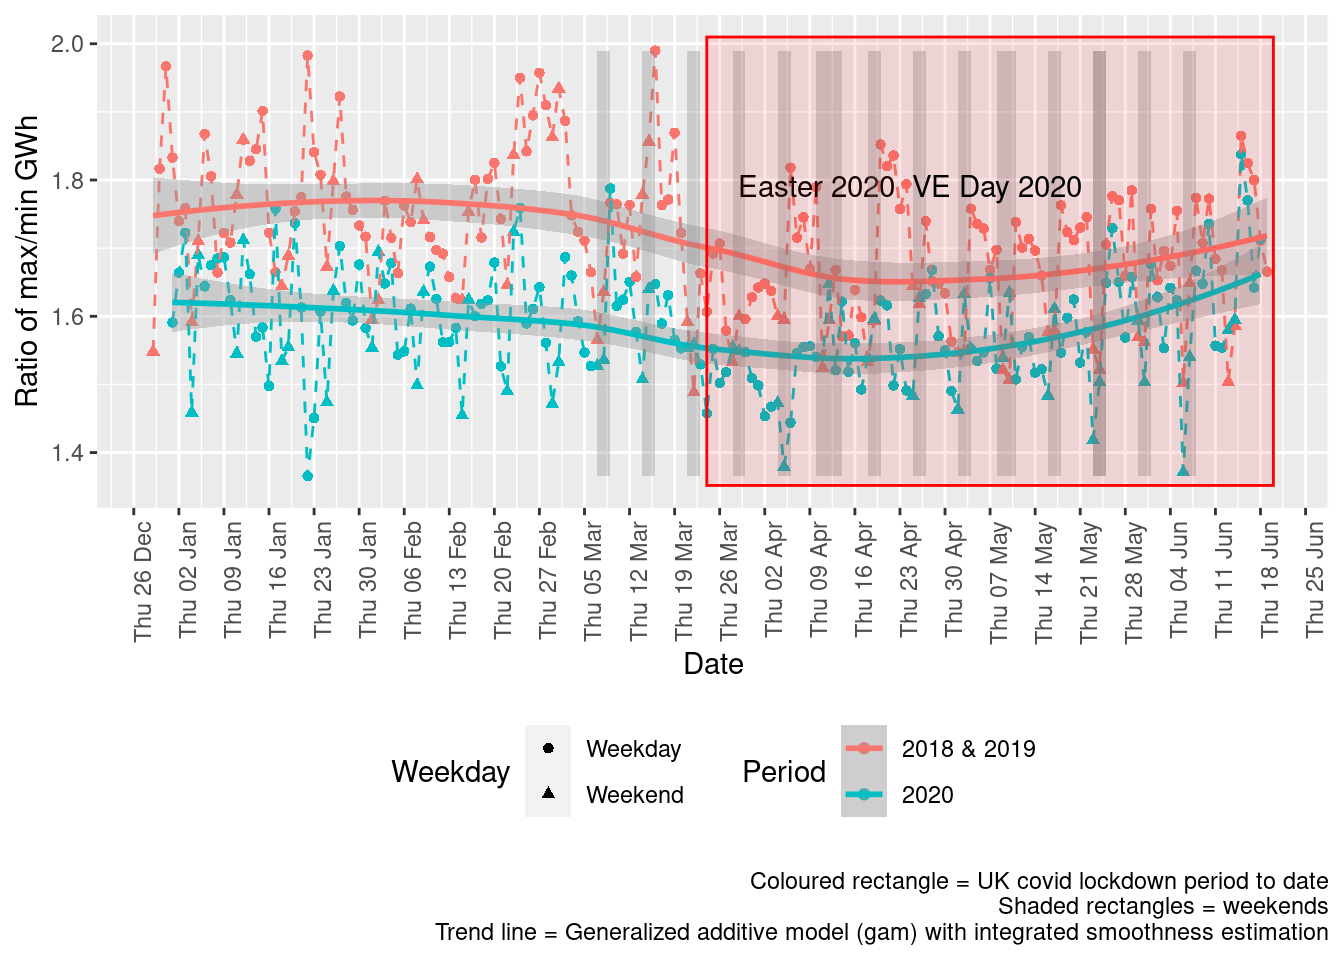 Ratio of max/min GWh
2.0
1.8
1.6
1.4
Easter 2020
VE Day 2020
Thu 26 Dec
Thu 02 Jan
Thu 09 Jan
Thu 16 Jan
Thu 23 Jan
Thu 30 Jan
Thu 06 Feb
Thu 13 Feb
Thu 20 Feb
Thu 27 Feb
Thu 05 Mar
Thu 12 Mar
Thu 19 Mar
Thu 26 Mar
Thu 02 Apr
Thu 09 Apr
Thu 16 Apr
Thu 23 Apr
Thu 30 Apr
Thu 07 May
Thu 14 May
Thu 21 May
Thu 28 May
Thu 04 Jun
Thu 11 Jun
Thu 18 Jun
Thu 25 Jun
Date
Weekday
Weekday
Weekend
Period
2018 & 2019
2020
Coloured rectangle = UK covid lockdown period to date
Shaded rectangles = weekends
Trend line = Generalized additive model (gam) with integrated smoothness estimation